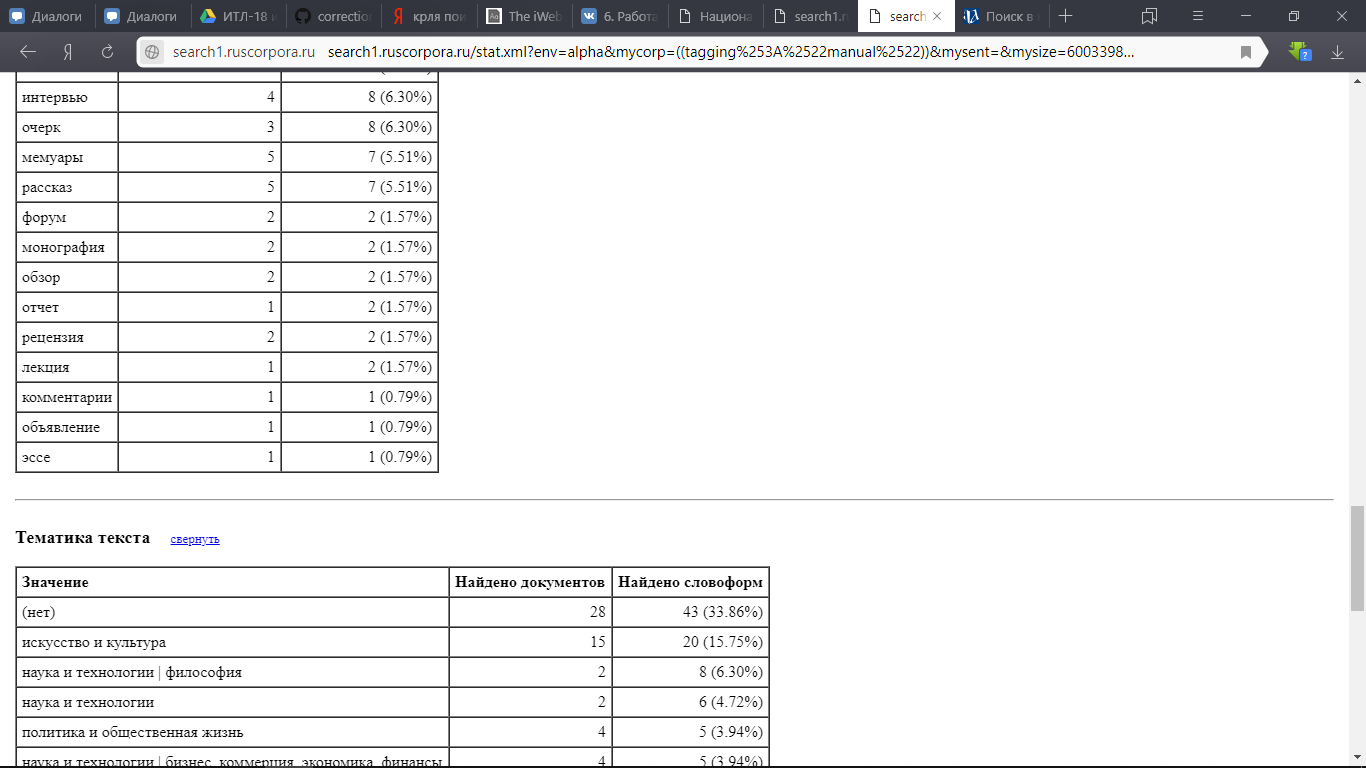 Диалоги
Диалоги
ИТЛ-18 и
correction
крля пои
The iWeb
6. Работа
Национа
search1.r
search
Поиск в
search1.ruscorpora.ru search1.ruscorpora.ru/stat.xml?env=alpha&mycorp=((tagging%253A%2522manual%2522))&mysent=&mysize=6003398...
интервью 4 8 (6.30%)
очерк 3 8 (6.30%)
мемуары 5 7 (5.51%)
рассказ 5 7 (5.51%)
форум 2 2 (1.57%)
монография 2 2 (1.57%)
обзор 2 2 (1.57%)
отчет 1 2 (1.57%)
рецензия 2 2 (1.57%)
лекция 1 2 (1.57%)
комментарии 1 1 (0.79%)
объявление 1 1 (0.79%)
эссе 1 1 (0.79%)
Тематика текста свернуть
Значение Найдено документов Найдено словоформ
(нет) 28 43 (33.86%)
искусство и культура 15 20 (15.75%)
наука и технологии | философия 2 8 (6.30%)
наука и технологии 2 6 (4.72%)
политика и общественная жизнь 4 5 (3.94%)
наука и технологии | бизнес, коммерция, экономика, финансы 4 5 (3.94%)